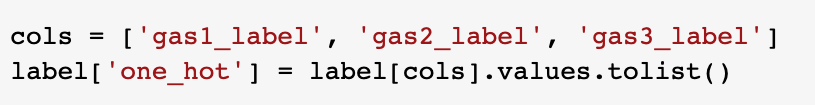 cols = ['gas1_label', 'gas2_label', 'gas3_label']
label['one_hot'] = label[cols].values.tolist()